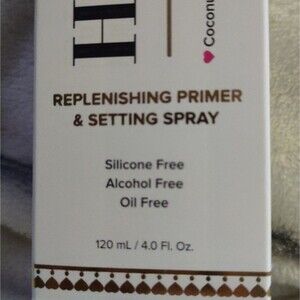 REPLENISHING PRIMER
& SETTING SPRAY
Silicone Free
Alcohol Free
Oil Free
120 mL / 4.0 Fl. Oz.